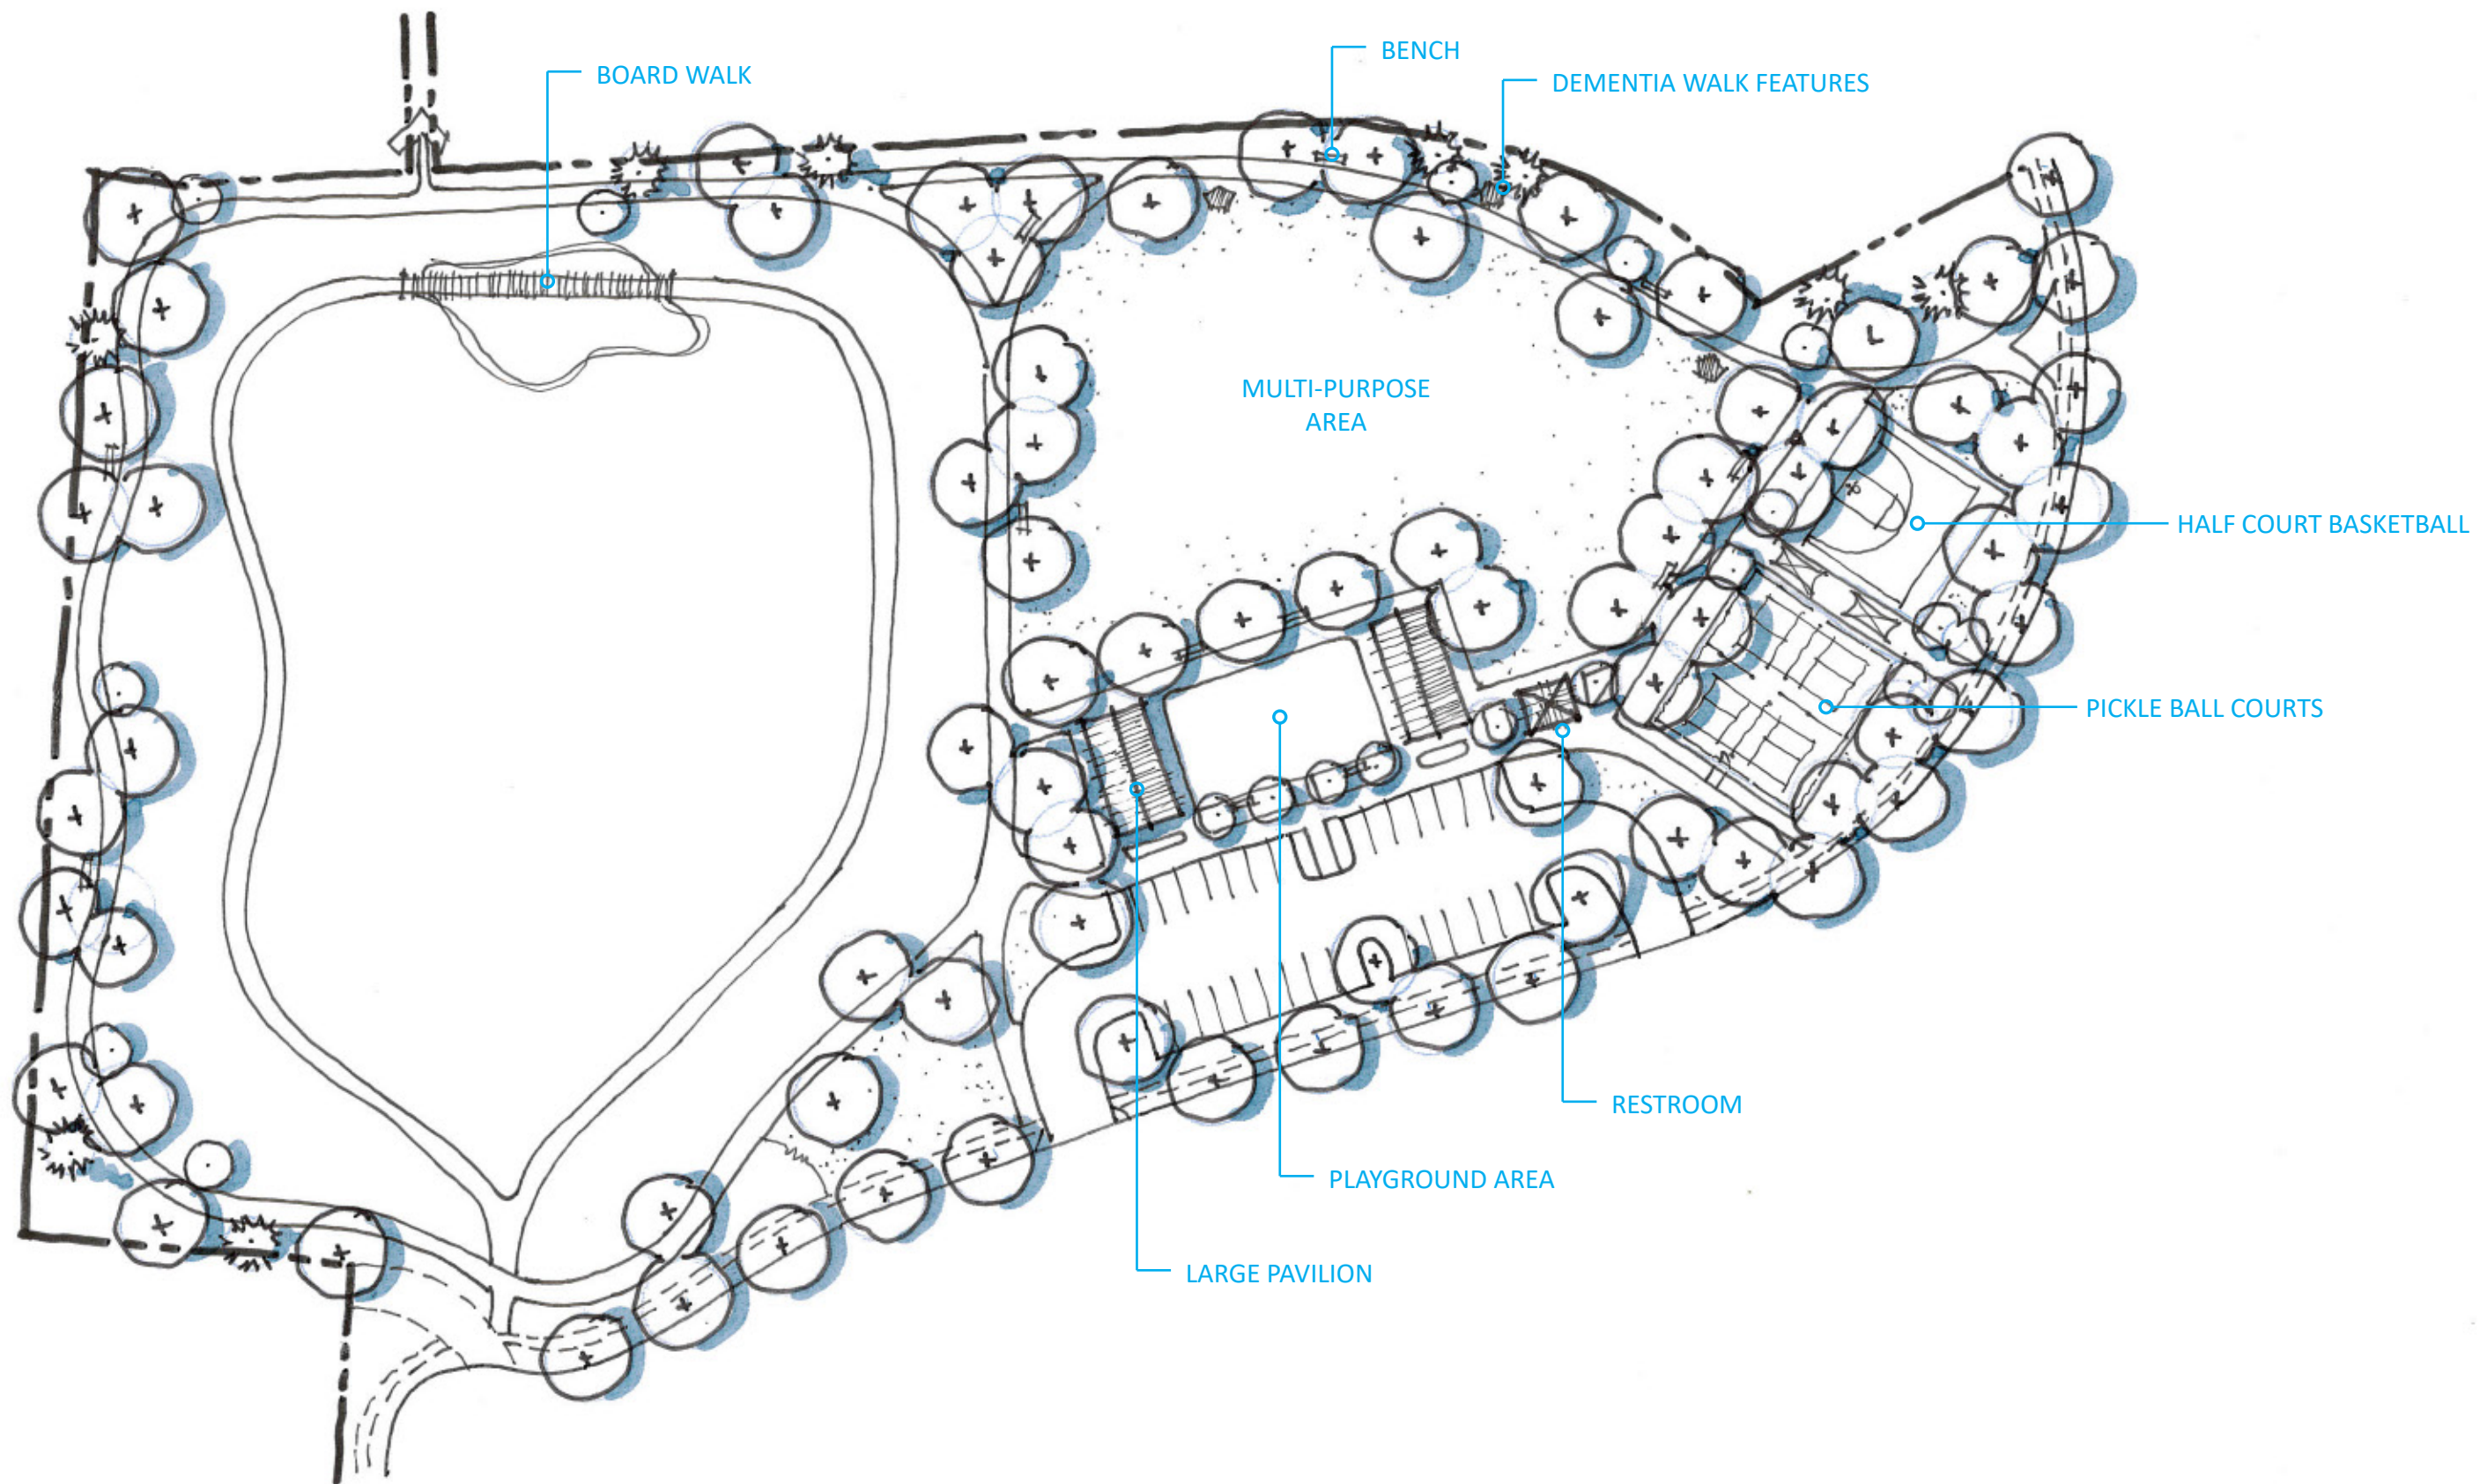 BENCH
BOARD WALK
DEMENTIA WALK FEATURES
MULTI-PURPOSE
AREA
HALF COURT BASKETBALL
PICKLE BALL COURTS
RESTROOM
PLAYGROUND AREA
LARGE PAVILION